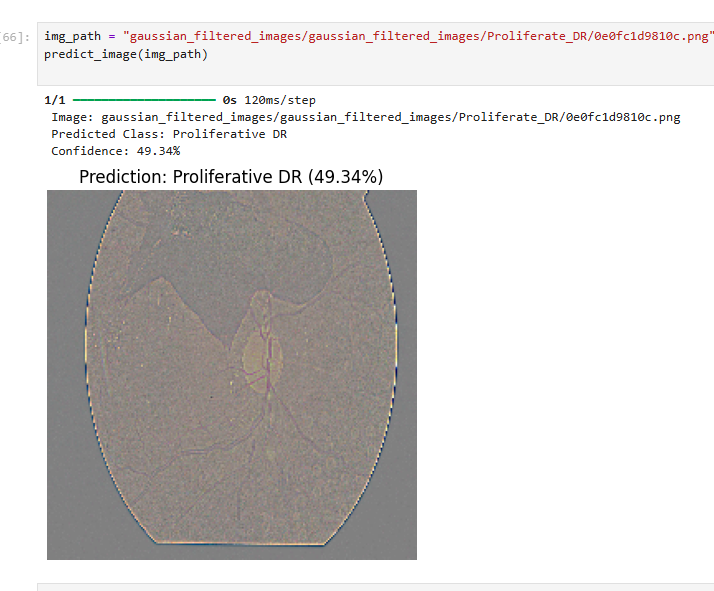 [66]:
img_path = "gaussian_filtered_images/gaussian_filtered_images/Proliferate_DR/0e0fc1d9810c.png"
predict_image(img_path)
1/1 ━━━━━━━━━━━━━━━━━━━━ 0s 120ms/step
Image: gaussian_filtered_images/gaussian_filtered_images/Proliferate_DR/0e0fc1d9810c.png
Predicted Class: Proliferative DR
Confidence: 49.34%
Prediction: Proliferative DR (49.34%)